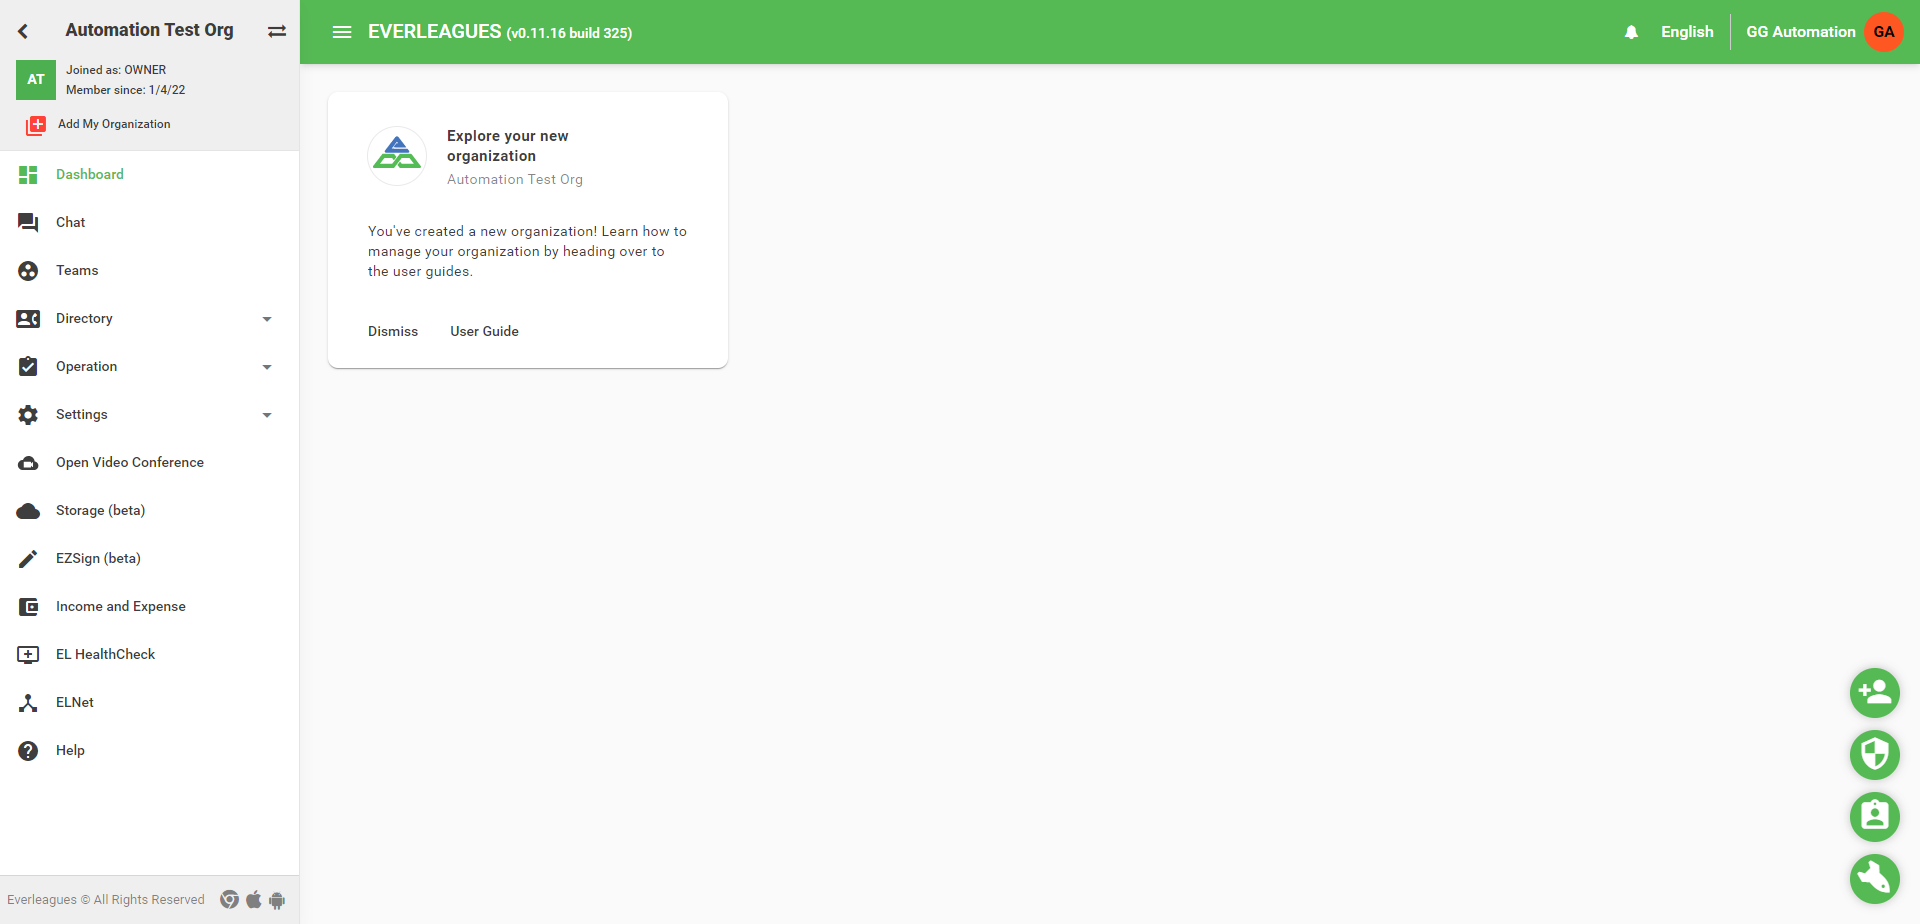 Automation Test Org
AT
Joined as: OWNER
Member since: 1/4/22
Add My Organization
Dashboard
Chat
Teams
Directory
Operation
Settings
Open Video Conference
Storage (beta)
EZSign (beta)
Income and Expense
EL HealthCheck
ELNet
Help
Everleagues © All Rights Reserved
EVERLEAGUES (v0.11.16 build 325)
English
GG Automation
GA
Explore your new
organization
Automation Test Org
You've created a new organization! Learn how to
manage your organization by heading over to
the user guides.
Dismiss
User Guide